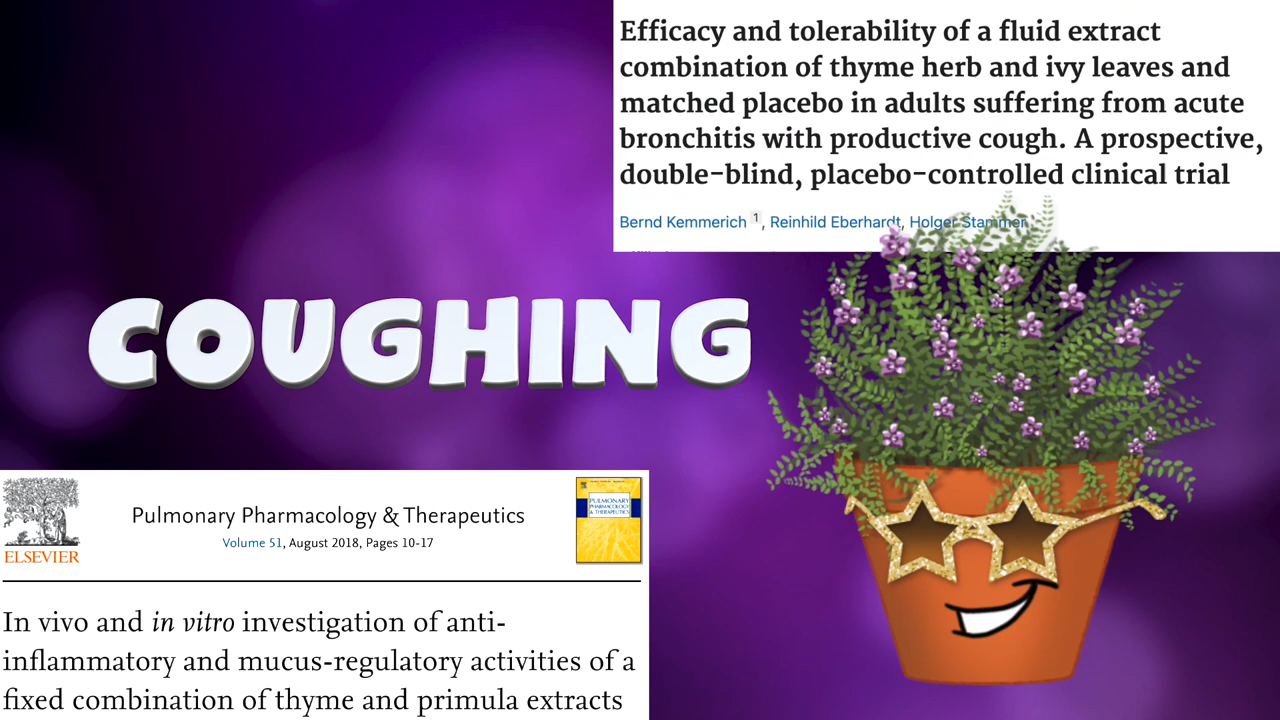 Efficacy and tolerability of a fluid extract
combination of thyme herb and ivy leaves and
matched placebo in adults suffering from acute
bronchitis with productive cough. A prospective,
double-blind, placebo-controlled clinical trial
Bernd Kemmerich 1, Reinhild Eberhardt, Holger Stammer
COUGHING
ELSEVIER
Pulmonary Pharmacology & Therapeutics
Volume 51, August 2018, Pages 10-17
PULMONARY
PHARMACOLOGY
& THERAPEUTICS
In vivo and in vitro investigation of anti-
inflammatory and mucus-regulatory activities of a
fixed combination of thyme and primula extracts